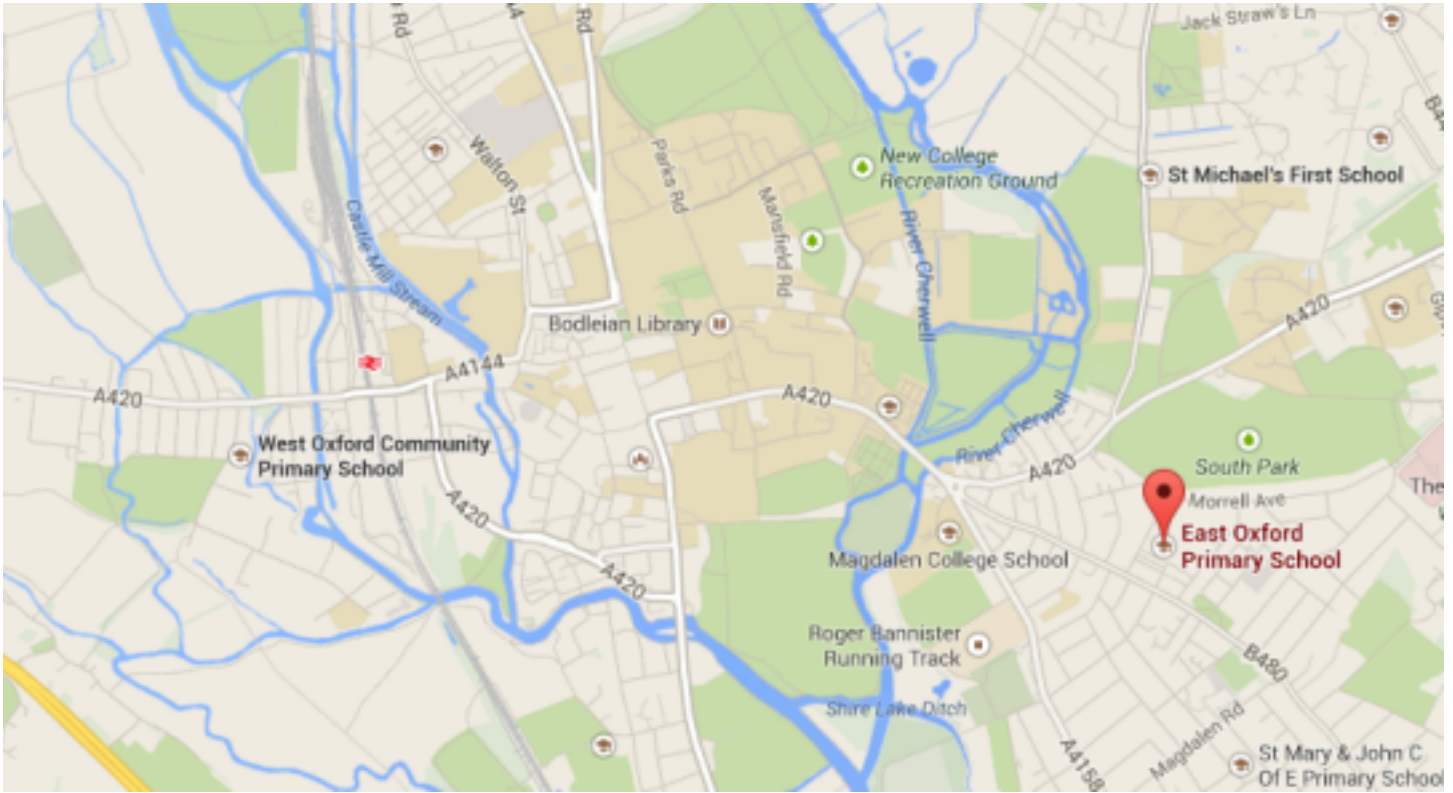 Jack Straw's Ln
Rd
A4
Rd
B44
Walton St
Parks Rd
New College
Recreation Ground
St Michael's First School
Mansfield Rd
Castle Mill Stream
River Cherwell
Bodleian Library
A420
A4144
A420
A420
West Oxford Community
Primary School
River Cherwell
A420
South Park
The
Morrell Ave
A420
East Oxford
Primary School
Magdalen College School
A420
Roger Bannister
Running Track
B480
Shire Lake Ditch
Magdalen Rd
A4158
St Mary & John C
Of E Primary School